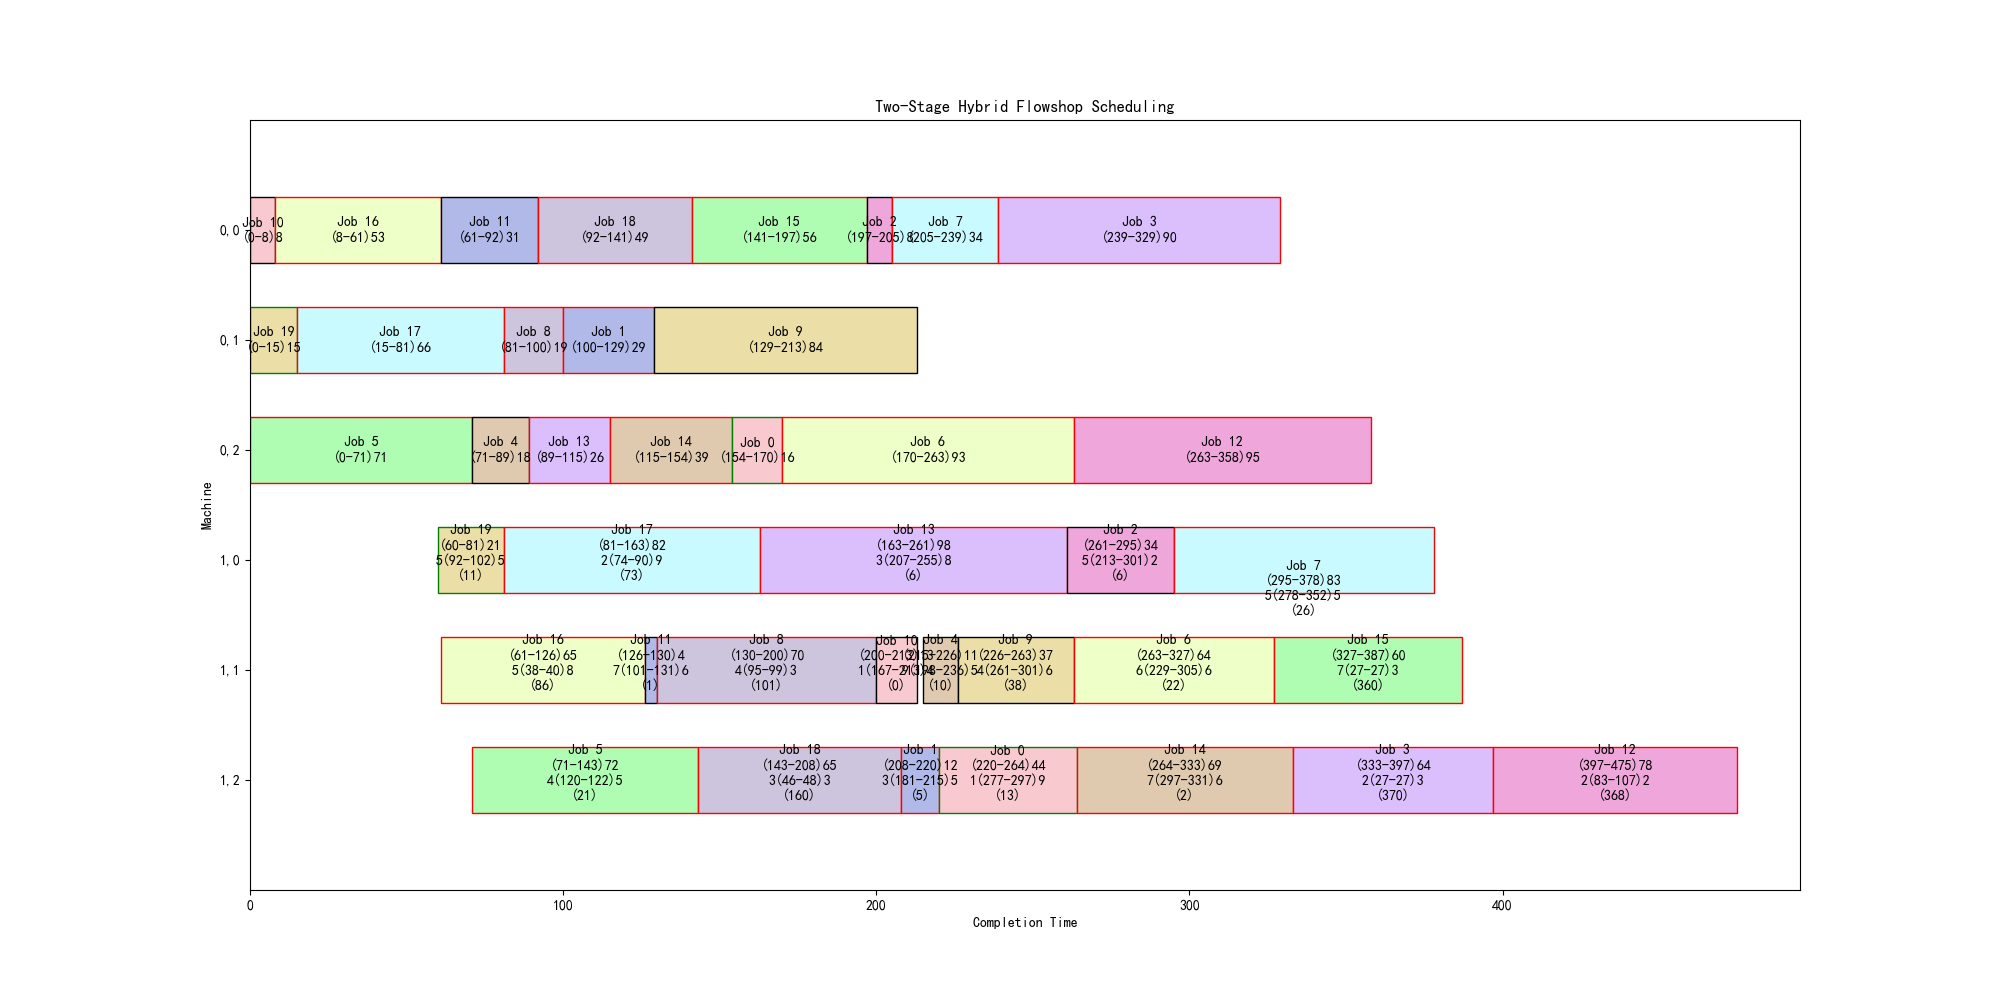 Two-Stage Hybrid Flowshop Scheduling
Machine
0,0
Job 10
(0-8)8
Job 16
(8-61)53
Job 11
(61-92)31
Job 18
(92-141)49
Job 15
(141-197)56
Job 2
(197-205)8
Job 7
(205-239)34
Job 3
(239-329)90
0,1
Job 19
(0-15)15
Job 17
(15-81)66
Job 8
(81-100)19
Job 1
(100-129)29
Job 9
(129-213)84
0,2
Job 5
(0-71)71
Job 4
(71-89)18
Job 13
(89-115)26
Job 14
(115-154)39
Job 0
(154-170)16
Job 6
(170-263)93
Job 12
(263-358)95
1,0
Job 19
(60-81)21
5(92-102)5
(11)
Job 17
(81-163)82
2(74-90)9
(73)
Job 13
(163-261)98
3(207-255)8
(6)
Job 2
(261-295)34
5(213-301)2
(6)
Job 7
(295-378)83
5(278-352)5
(26)
1,1
Job 16
(61-126)65
5(38-40)8
(86)
Job 11
(126-130)4
7(101-131)6
(1)
Job 8
(130-200)70
4(95-99)3
(101)
Job 10
(0)
Job 4
(10)
Job 9
(226-263)37
4(261-301)6
(38)
Job 6
(263-327)64
6(229-305)6
(22)
Job 15
(327-387)60
7(27-27)3
(360)
1,2
Job 5
(71-143)72
4(120-122)5
(21)
Job 18
(143-208)65
3(46-48)3
(160)
Job 1
(208-220)12
3(181-215)5
(5)
Job 0
(220-264)44
1(277-297)9
(13)
Job 14
(264-333)69
7(297-331)6
(2)
Job 3
(333-397)64
2(27-27)3
(370)
Job 12
(397-475)78
2(83-107)2
(368)
0
100
200
300
400
Completion Time